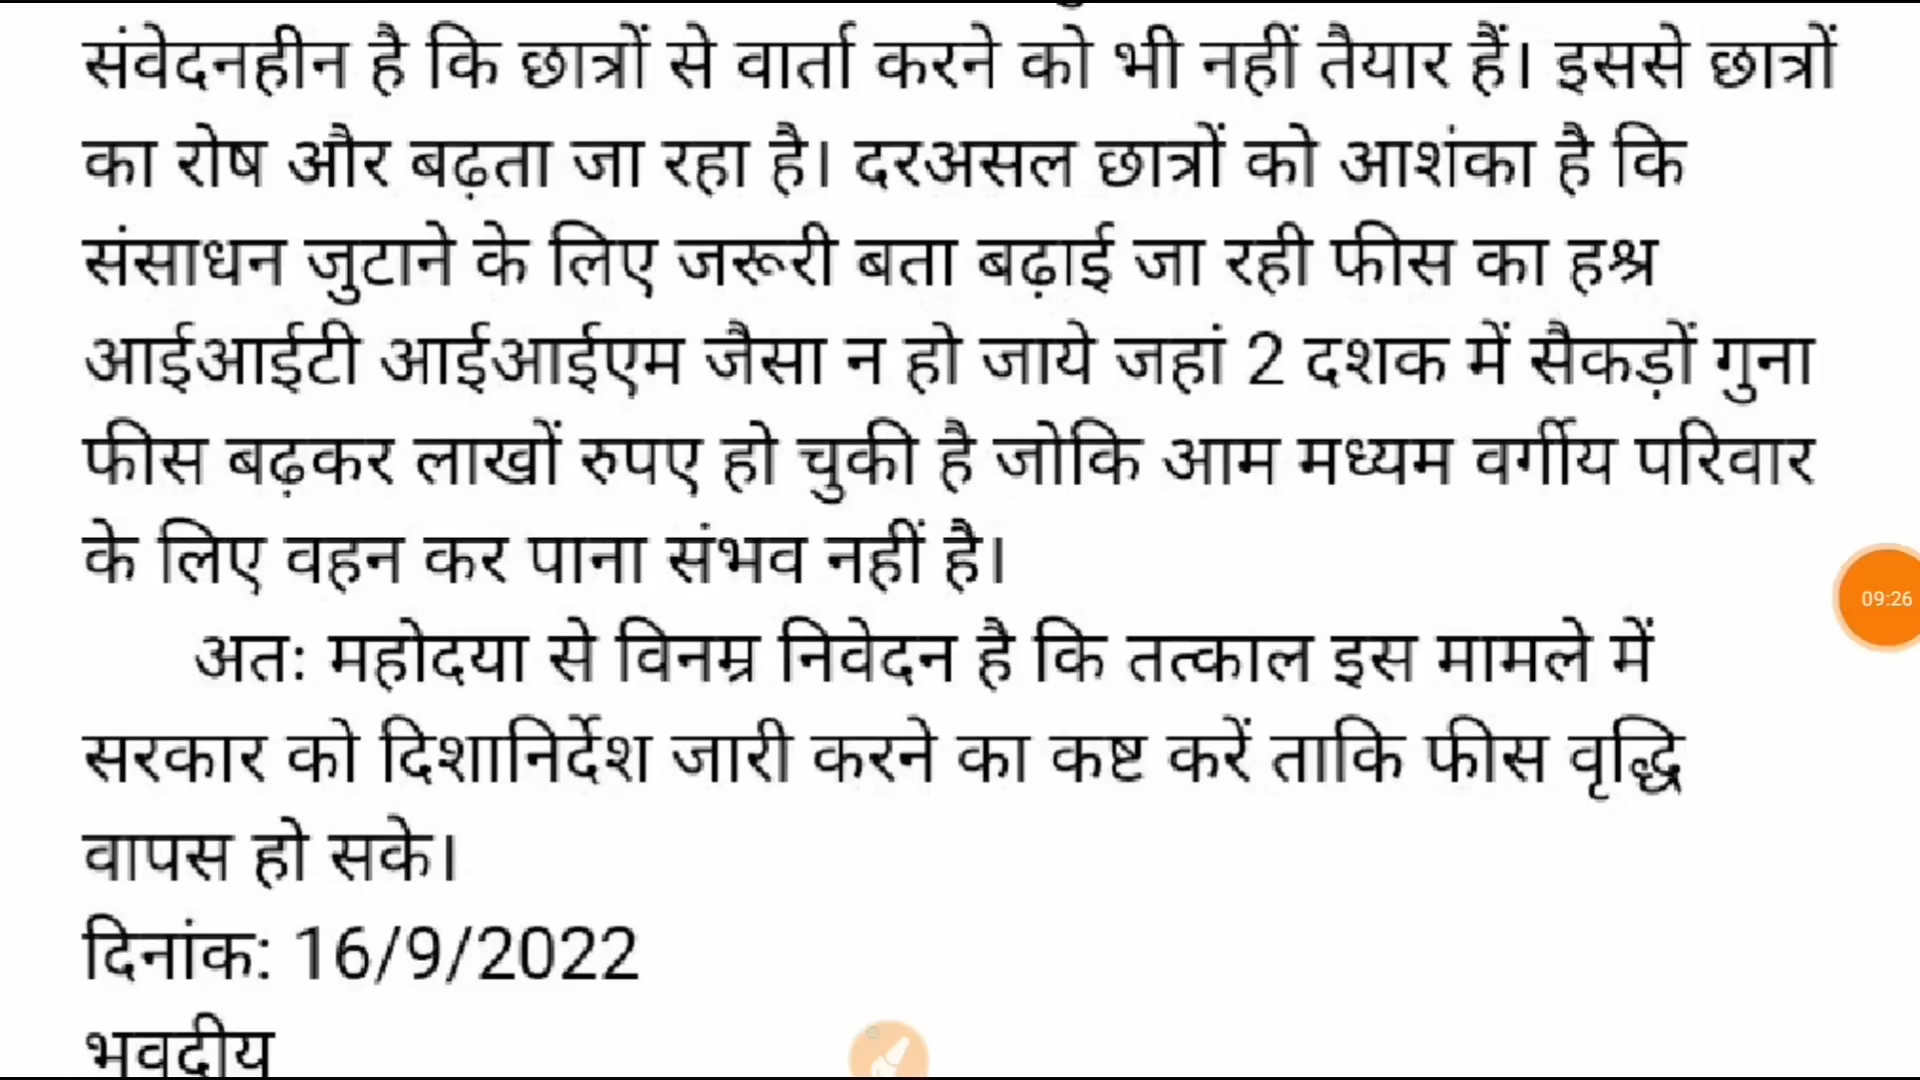 संवेदनहीन है कि छात्रों से वार्ता करने को भी नहीं तैयार हैं। इससे छात्रों
का रोष और बढ़ता जा रहा है। दरअसल छात्रों को आशंका है कि
संसाधन जुटाने के लिए जरूरी बता बढ़ाई जा रही फीस का हश्र
आईआईटी आईआईएम जैसा न हो जाये जहां 2 दशक में सैकड़ों गुना
फीस बढ़कर लाखों रुपए हो चुकी है जोकि आम मध्यम वर्गीय परिवार
के लिए वहन कर पाना संभव नहीं है।
09:26
अत: महोदया से विनम्र निवेदन है कि तत्काल इस मामले में
सरकार को दिशानिर्देश जारी करने का कष्ट करें ताकि फीस वृद्धि
वापस हो सके।
दिनांक: 16/9/2022
भवदीय